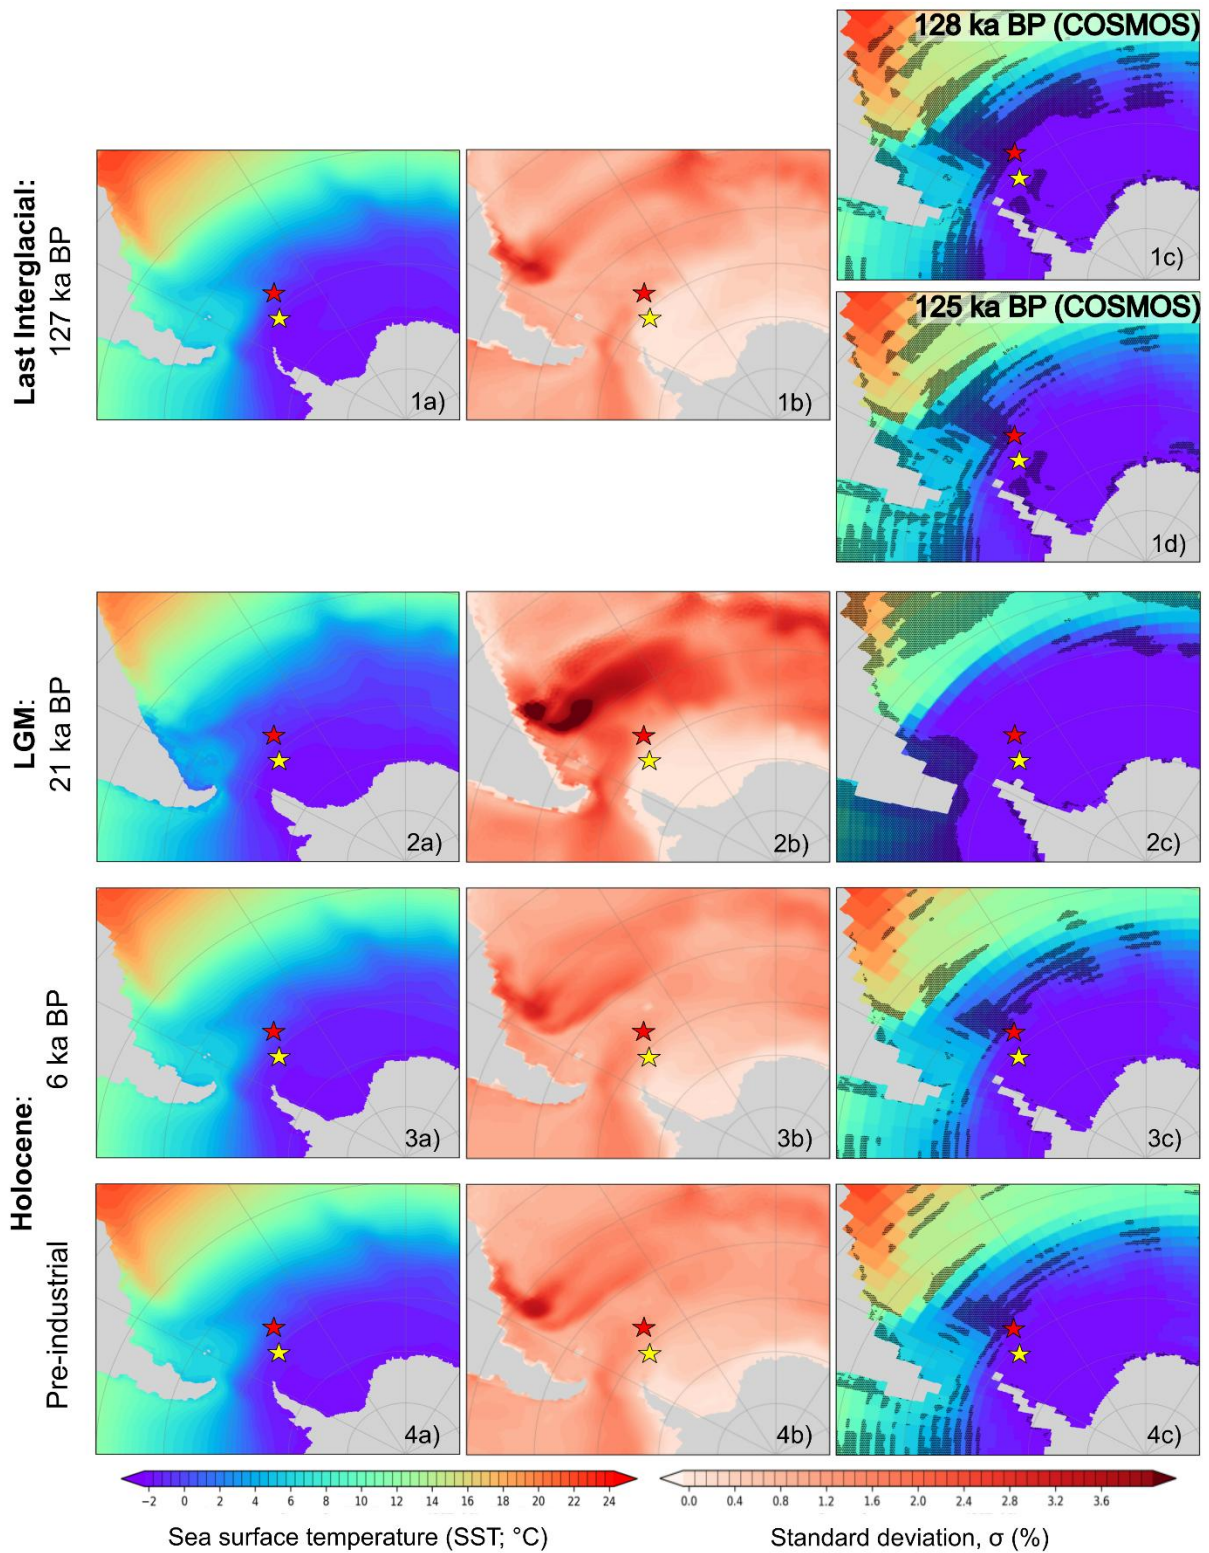 128 ka BP (COSMOS)
1c)
Last Interglacial:
127 ka BP
1a)
1b)
125 ka BP (COSMOS)
1d)
LGM:
21 ka BP
2a)
2b)
2c)
Holocene:
6 ka BP
3a)
3b)
3c)
Pre-industrial
4a)
4b)
4c)
−2 0 2 4 6 8 10 12 14 16 18 20 22 24
0.0 0.4 0.8 1.2 1.6 2.0 2.4 2.8 3.2 3.6
Sea surface temperature (SST; °C)
Standard deviation, σ (%)